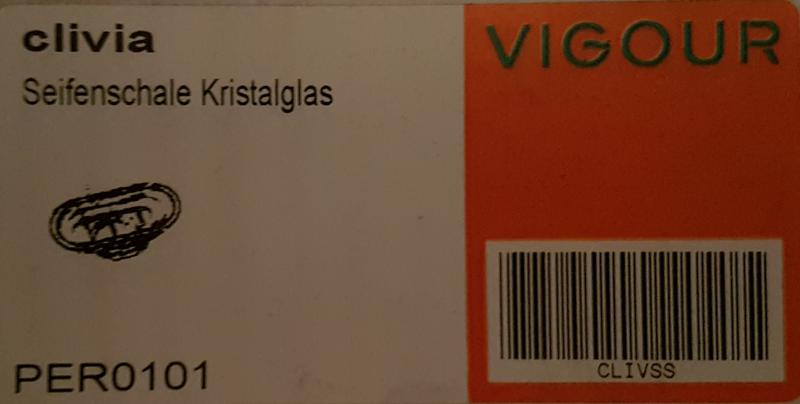 clivia
Seifenschale Kristalglas
PER0101
VIGOUR
CLIVSS